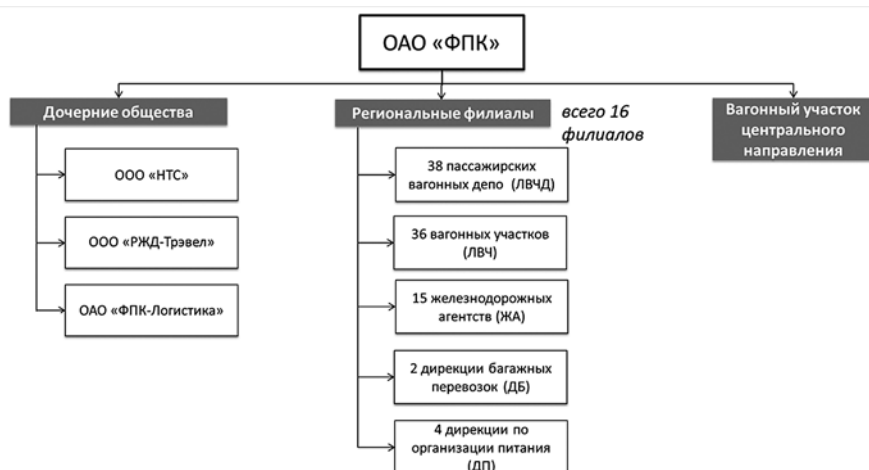 ОАО «ФПК»
Дочерние общества
ООО «НТС»
ООО «РЖД-Трэвел»
ОАО «ФПК-Логистика»
Региональные филиалы
всего 16
филиалов
38 пассажирских
вагонных депо (ЛВЧД)
36 вагонных участков
(ЛВЧ)
15 железнодорожных
агентств (ЖА)
2 дирекции багажных
перевозок (ДБ)
4 дирекции по
организации питания
(ДП)
Вагонный участок
центрального
направления